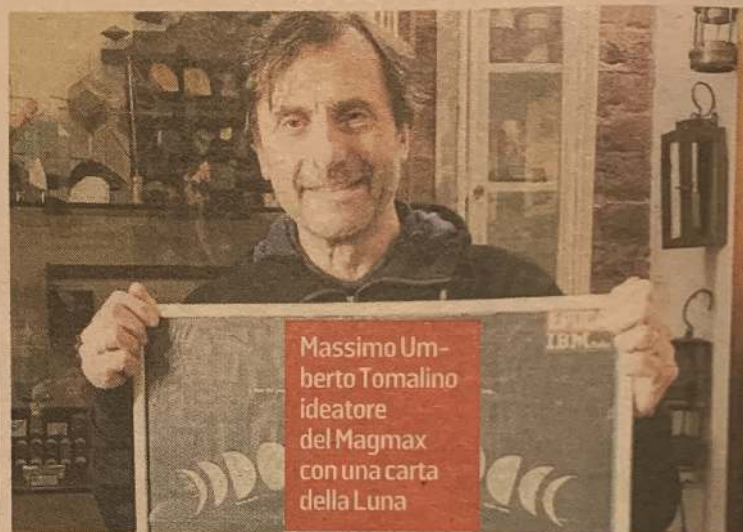 IBM
Massimo Um-
berto Tomalino
ideatore
del Magmax
con una carta
della Luna